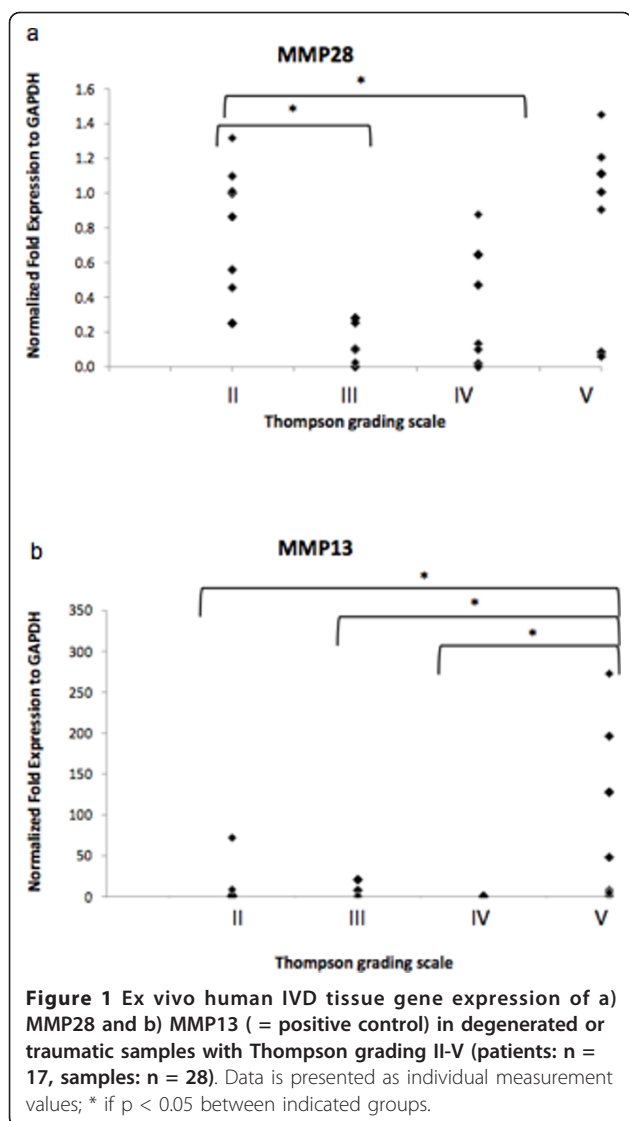 a
MMP28
*
*
1.6
1.4
1.2
1.0
0.8
0.6
0.4
0.2
0.0
Normalized Fold Expression to GAPDH
II III IV V
Thompson grading scale
b
MMP13
*
*
*
350
300
250
200
150
100
50
0
Normalized Fold Expression to GAPDH
II III IV V
Thompson grading scale
Figure 1 Ex vivo human IVD tissue gene expression of a)
MMP28 and b) MMP13 ( = positive control) in degenerated or
traumatic samples with Thompson grading II-V (patients: n =
17, samples: n = 28). Data is presented as individual measurement
values; * if p < 0.05 between indicated groups.